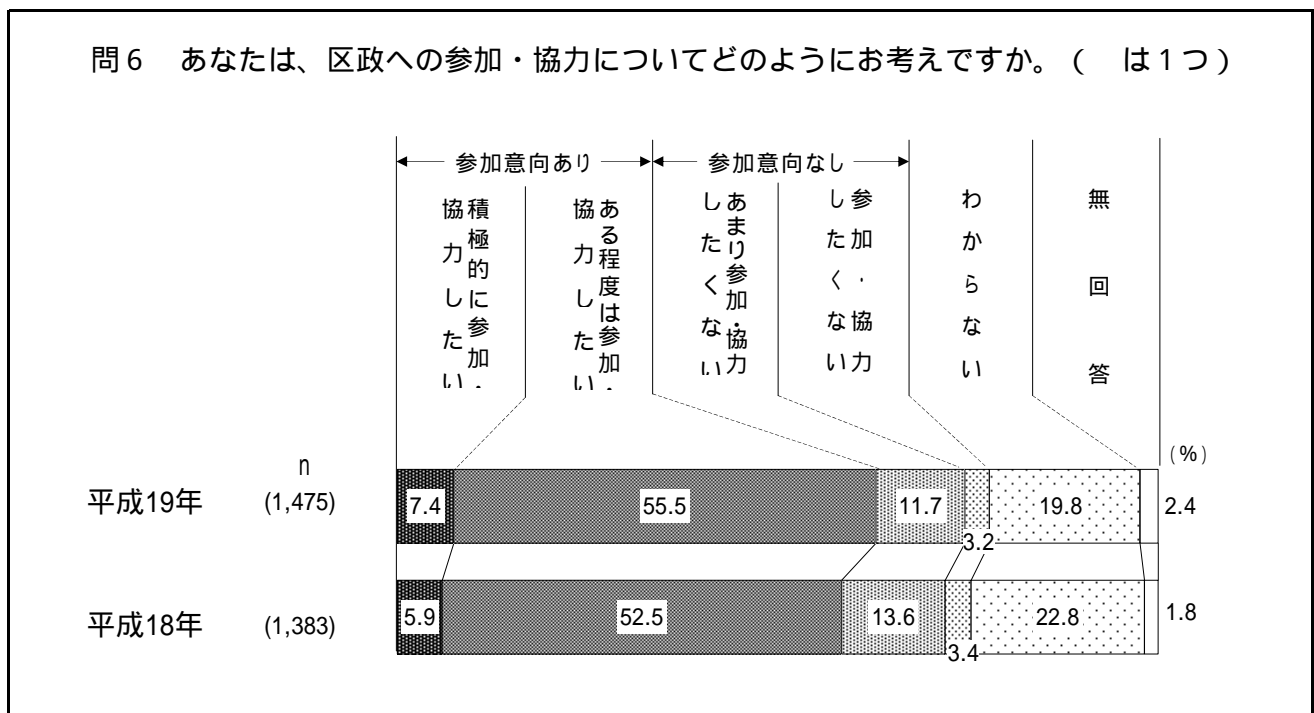 問6 あなたは、区政への参加・協力についてどのようにお考えですか。( は1つ)
参加意向あり
参加意向なし
積極的に参加・
協力したい
ある程度は参加・
協力したい
あまり参加・協力
したくない
参加・協力
したくない
わからない
無回答
(%)
n
平成19年 (1,475) 7.4 55.5 11.7 3.2 19.8 2.4
平成18年 (1,383) 5.9 52.5 13.6 3.4 22.8 1.8